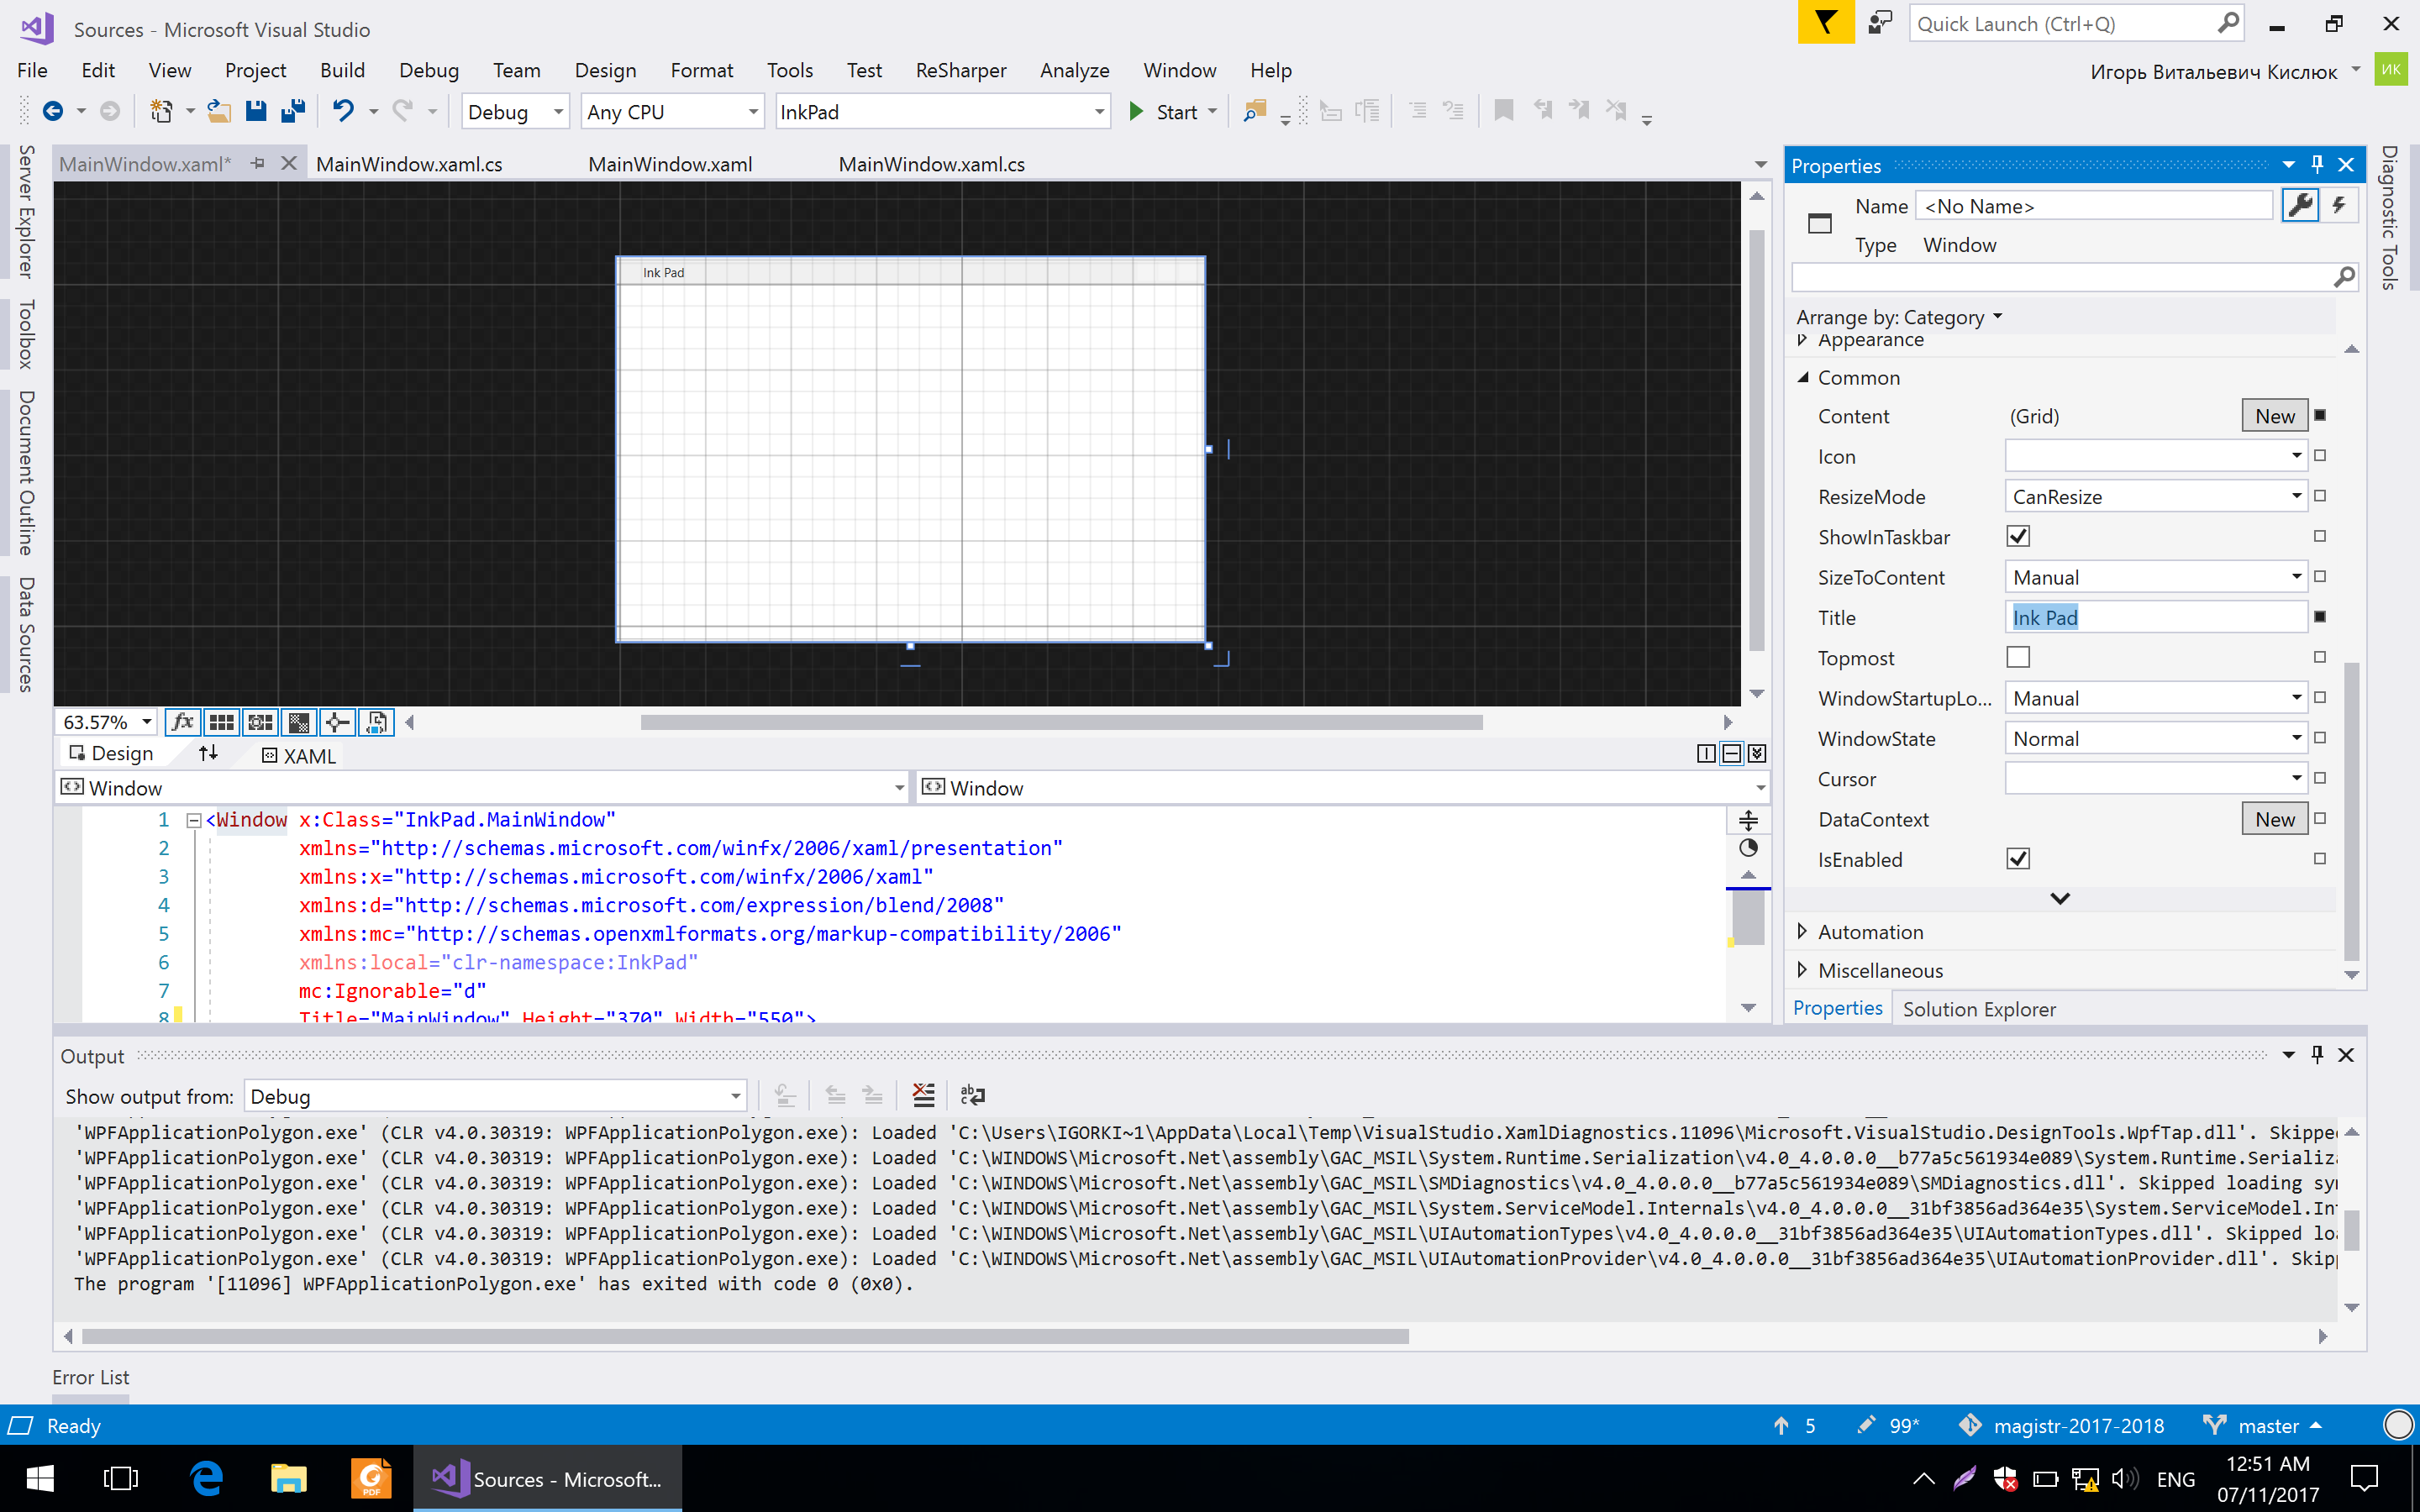 Sources - Microsoft Visual Studio
Quick Launch (Ctrl+Q)
File Edit View Project Build Debug Team Design Format Tools Test ReSharper Analyze Window Help
Игорь Витальевич Кислюк
ИК
Debug Any CPU InkPad Start
MainWindow.xaml* MainWindow.xaml.cs MainWindow.xaml MainWindow.xaml.cs
Server Explorer
Toolbox
Document Outline
Data Sources
Ink Pad
63.57%
Design XAML
Window Window
1 <Window x:Class="InkPad.MainWindow"
2 xmlns="http://schemas.microsoft.com/winfx/2006/xaml/presentation"
3 xmlns:x="http://schemas.microsoft.com/winfx/2006/xaml"
4 xmlns:d="http://schemas.microsoft.com/expression/blend/2008"
5 xmlns:mc="http://schemas.openxmlformats.org/markup-compatibility/2006"
6 xmlns:local="clr-namespace:InkPad"
7 mc:Ignorable="d"
8 Title="MainWindow" Height="370" Width="550">
Properties
Name <No Name>
Type Window
Arrange by: Category
Appearance
Common
Content (Grid) New
Icon
ResizeMode CanResize
ShowInTaskbar
SizeToContent Manual
Title Ink Pad
Topmost
WindowStartupLo... Manual
WindowState Normal
Cursor
DataContext New
IsEnabled
Automation
Miscellaneous
Properties Solution Explorer
Diagnostic Tools
Output
Show output from: Debug
'WPFApplicationPolygon.exe' (CLR v4.0.30319: WPFApplicationPolygon.exe): Loaded 'C:\Users\IGORKI~1\AppData\Local\Temp\VisualStudio.XamlDiagnostics.11096\Microsoft.VisualStudio.DesignTools.WpfTap.dll'. Skippe
'WPFApplicationPolygon.exe' (CLR v4.0.30319: WPFApplicationPolygon.exe): Loaded 'C:\WINDOWS\Microsoft.Net\assembly\GAC_MSIL\System.Runtime.Serialization\v4.0_4.0.0.0__b77a5c561934e089\System.Runtime.Serializa
'WPFApplicationPolygon.exe' (CLR v4.0.30319: WPFApplicationPolygon.exe): Loaded 'C:\WINDOWS\Microsoft.Net\assembly\GAC_MSIL\SMDiagnostics\v4.0_4.0.0.0__b77a5c561934e089\SMDiagnostics.dll'. Skipped loading sy
'WPFApplicationPolygon.exe' (CLR v4.0.30319: WPFApplicationPolygon.exe): Loaded 'C:\WINDOWS\Microsoft.Net\assembly\GAC_MSIL\System.ServiceModel.Internals\v4.0_4.0.0.0__31bf3856ad364e35\System.ServiceModel.Int
'WPFApplicationPolygon.exe' (CLR v4.0.30319: WPFApplicationPolygon.exe): Loaded 'C:\WINDOWS\Microsoft.Net\assembly\GAC_MSIL\UIAutomationTypes\v4.0_4.0.0.0__31bf3856ad364e35\UIAutomationTypes.dll'. Skipped loa
'WPFApplicationPolygon.exe' (CLR v4.0.30319: WPFApplicationPolygon.exe): Loaded 'C:\WINDOWS\Microsoft.Net\assembly\GAC_MSIL\UIAutomationProvider\v4.0_4.0.0.0__31bf3856ad364e35\UIAutomationProvider.dll'. Skipp
The program '[11096] WPFApplicationPolygon.exe' has exited with code 0 (0x0).
Error List
Ready 5 99* magistr-2017-2018 master
PDF
Sources - Microsoft...
ENG
12:51 AM
07/11/2017